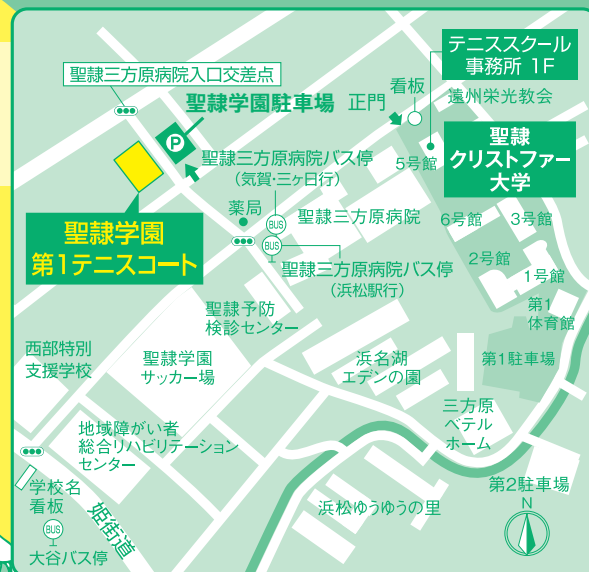 テニススクール
事務所 1F
聖隷三方原病院入口交差点
看板
正門
遠州栄光教会
聖隷学園駐車場
P
聖隷
クリストファー
大学
聖隷三方原病院バス停
(気賀･三ヶ日行)
5号館
薬局
BUS
聖隷三方原病院
6号館
3号館
聖隷学園
第1テニスコート
BUS
聖隷三方原病院バス停
(浜松駅行)
2号館
1号館
聖隷予防
検診センター
第1
体育館
西部特別
支援学校
聖隷学園
サッカー場
浜名湖
エデンの園
第1駐車場
三方原
ベテル
ホーム
地域障がい者
総合リハビリテーション
センター
学校名
看板
姫街道
浜松ゆうゆうの里
第2駐車場
N
BUS
大谷バス停